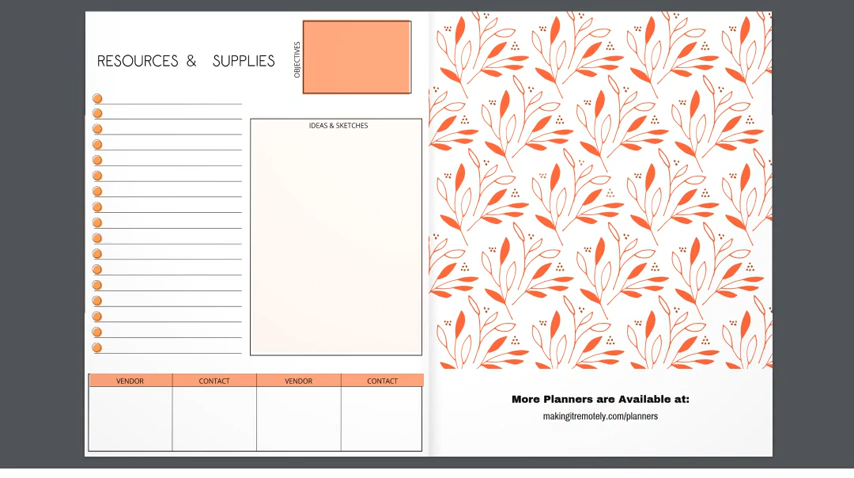 RESOURCES & SUPPLIES
OBJECTIVES
IDEAS & SKETCHES
VENDOR CONTACT VENDOR CONTACT
More Planners are Available at:
makingitremotely.com/planners